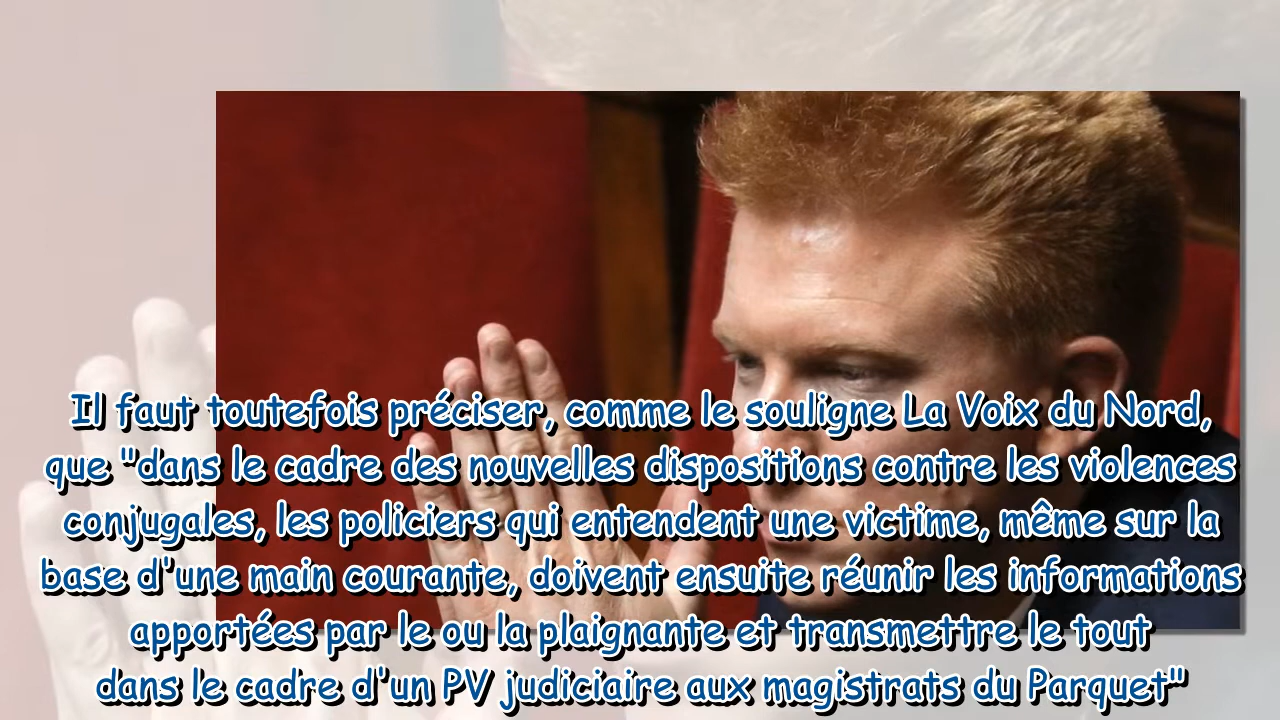 Il faut toutefois préciser, comme le souligne La Voix du Nord,
que "dans le cadre des nouvelles dispositions contre les violences
conjugales, les policiers qui entendent une victime, même sur la
base d'une main courante, doivent ensuite réunir les informations
apportées par le ou la plaignante et transmettre le tout
dans le cadre d'un PV judiciaire aux magistrats du Parquet"